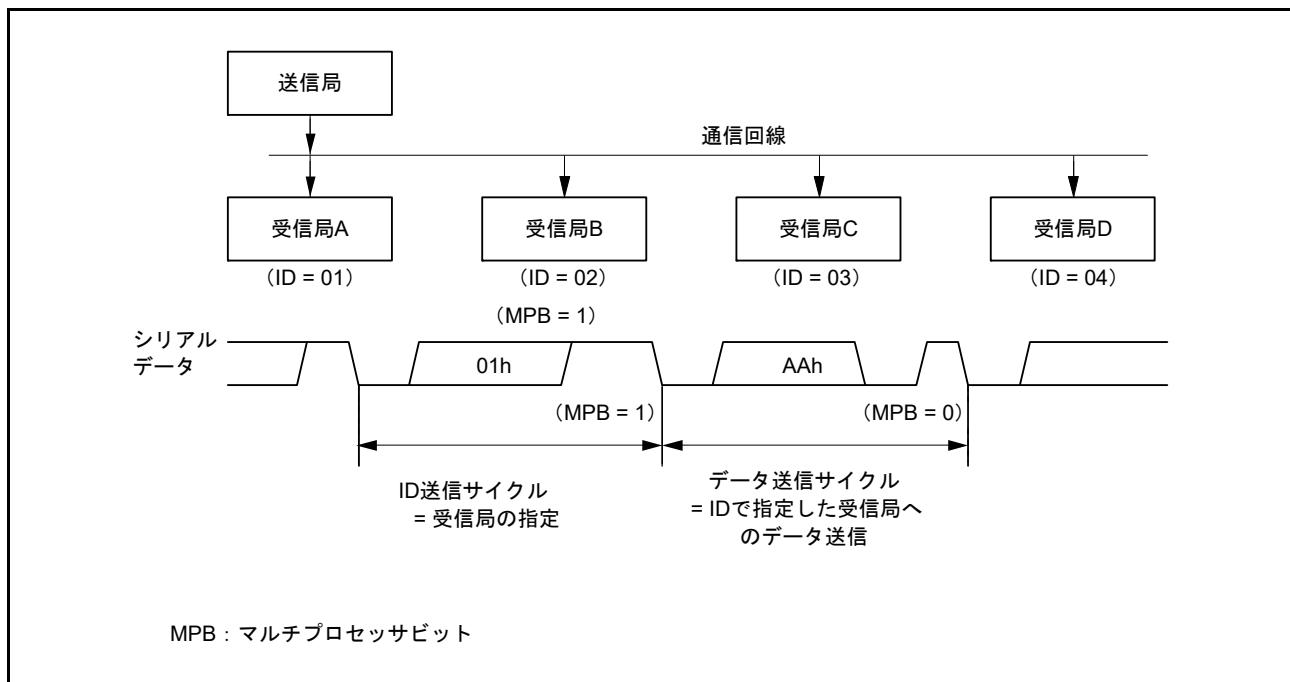 送信局
通信回線
受信局A
受信局B
受信局C
受信局D
（ID = 01）
（ID = 02）
（ID = 03）
（ID = 04）
（MPB = 1）
シリアル
データ
01h
AAh
（MPB = 1）
（MPB = 0）
ID送信サイクル
= 受信局の指定
データ送信サイクル
= IDで指定した受信局へ
のデータ送信
MPB：マルチプロセッサビット